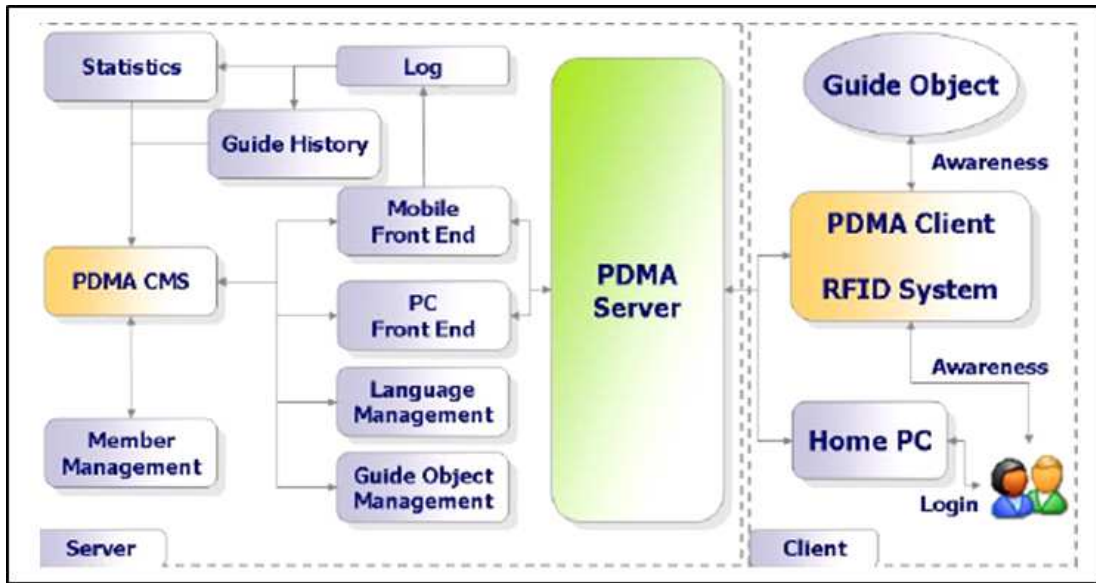 Statistics
Log
Guide History
Mobile
Front End
PDMA CMS
PC
Front End
Language
Management
Member
Management
Guide Object
Management
Server
PDMA
Server
Guide Object
Awareness
PDMA Client
RFID System
Awareness
Home PC
Login
Client